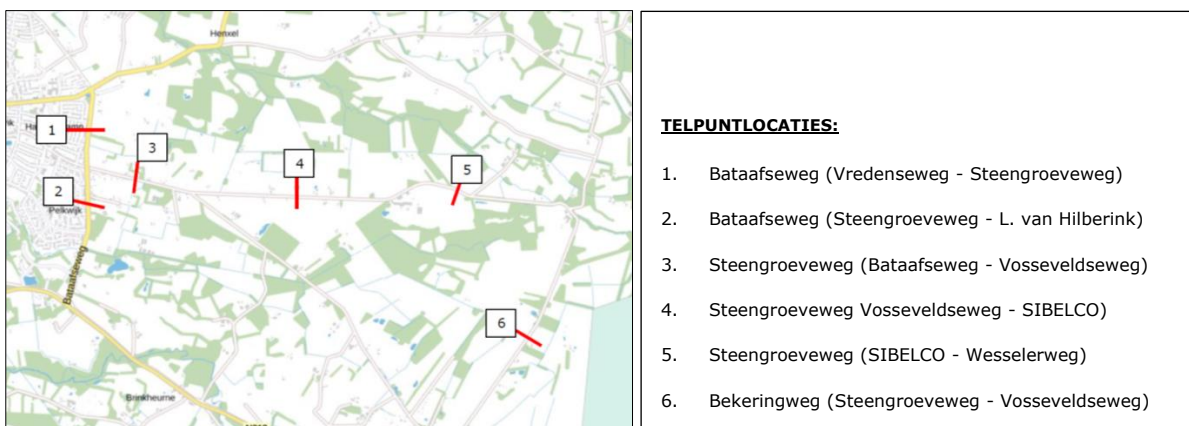 Henxel
1
3
4
5
2
Pelkwijk
Bataafseweg
6
Brinkheurne
TELPUNTLOCATIES:
1. Bataafseweg (Vredenseweg - Steengroeveweg)
2. Bataafseweg (Steengroeveweg - L. van Hilberink)
3. Steengroeveweg (Bataafseweg - Vosseveldseweg)
4. Steengroeveweg Vosseveldseweg - SIBELCO)
5. Steengroeveweg (SIBELCO - Wesselerweg)
6. Bekeringweg (Steengroeveweg - Vosseveldseweg)